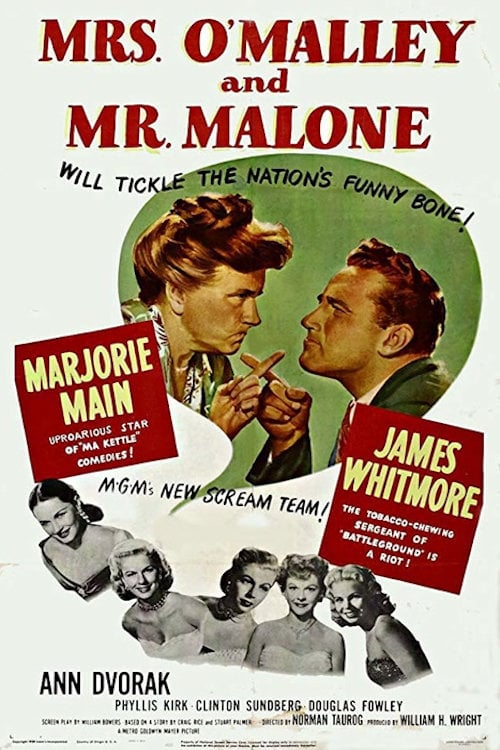 MRS. O'MALLEY
and
MR. MALONE
WILL TICKLE THE NATION'S FUNNY BONE!
MARJORIE
MAIN
UPROARIOUS STAR
OF "MA KETTLE"
COMEDIES!
M·G·M's NEW SCREAM TEAM!
JAMES
WHITMORE
THE TOBACCO-CHEWING
SERGEANT OF
"BATTLEGROUND" IS
A RIOT!
ANN DVORAK
PHYLLIS KIRK · CLINTON SUNDBERG · DOUGLAS FOWLEY
SCREEN PLAY BY WILLIAM BOWERS BASED ON A STORY BY CRAIG RICE and STUART PALMER DIRECTED BY NORMAN TAUROG PRODUCED BY WILLIAM H. WRIGHT
A METRO GOLDWYN MAYER PICTURE
Country of Origin U. S. A.